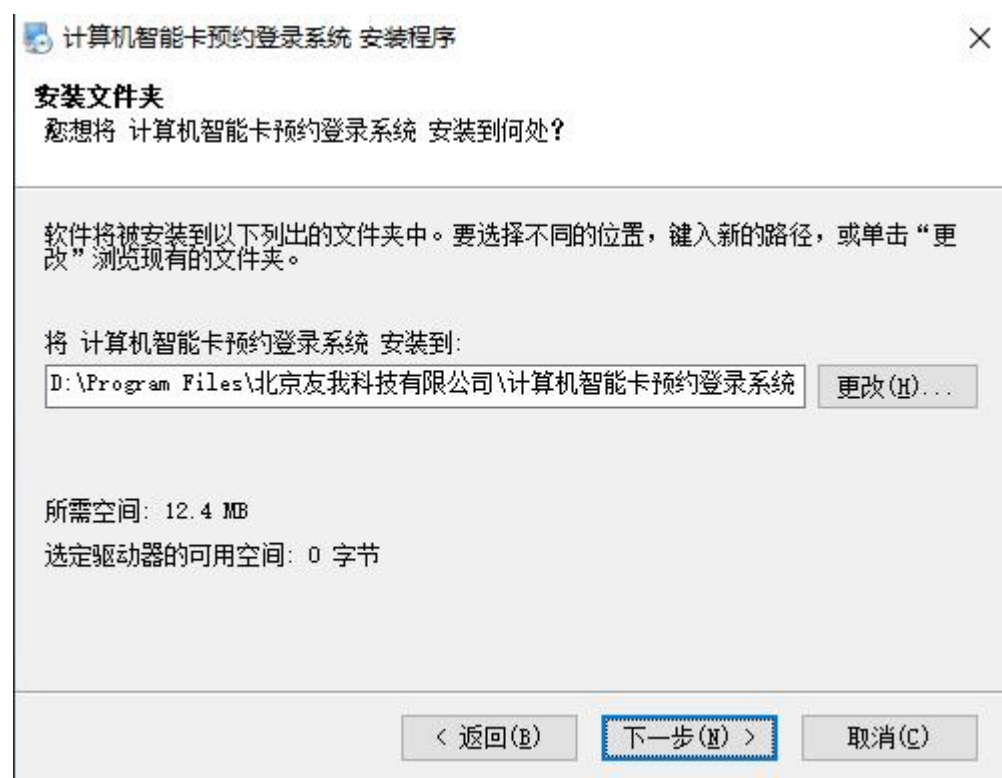 计算机智能卡预约登录系统 安装程序
安装文件夹
您想将 计算机智能卡预约登录系统 安装到何处?
软件将被安装到以下列出的文件夹中。要选择不同的位置，键入新的路径，或单击“更
改”浏览现有的文件夹。
将 计算机智能卡预约登录系统 安装到:
D:\Program Files\北京友我科技有限公司\计算机智能卡预约登录系统
更改(H)...
所需空间: 12.4 MB
选定驱动器的可用空间: 0 字节
< 返回(B)
下一步(N) >
取消(C)